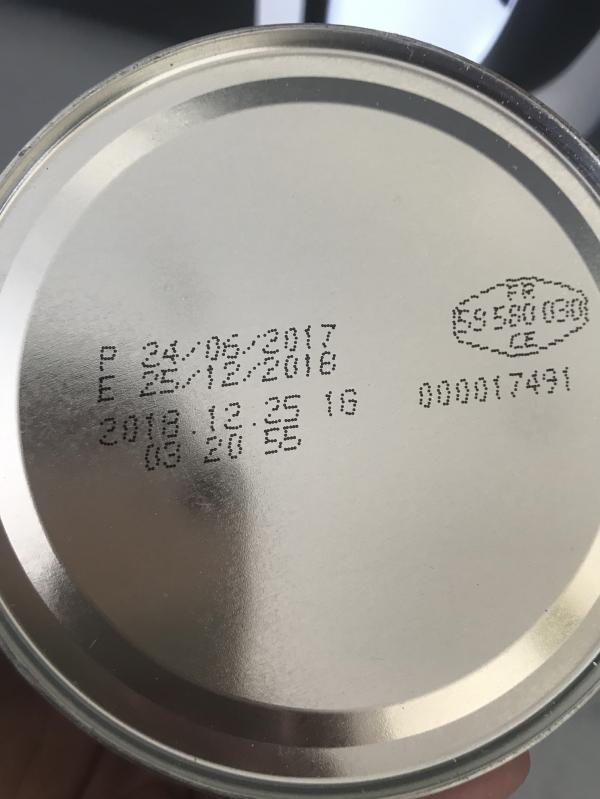 P 24/06/2017
E 25/12/2018
2018.12.25 1G
03 20 55
FR
59 580 030
CE
000017491